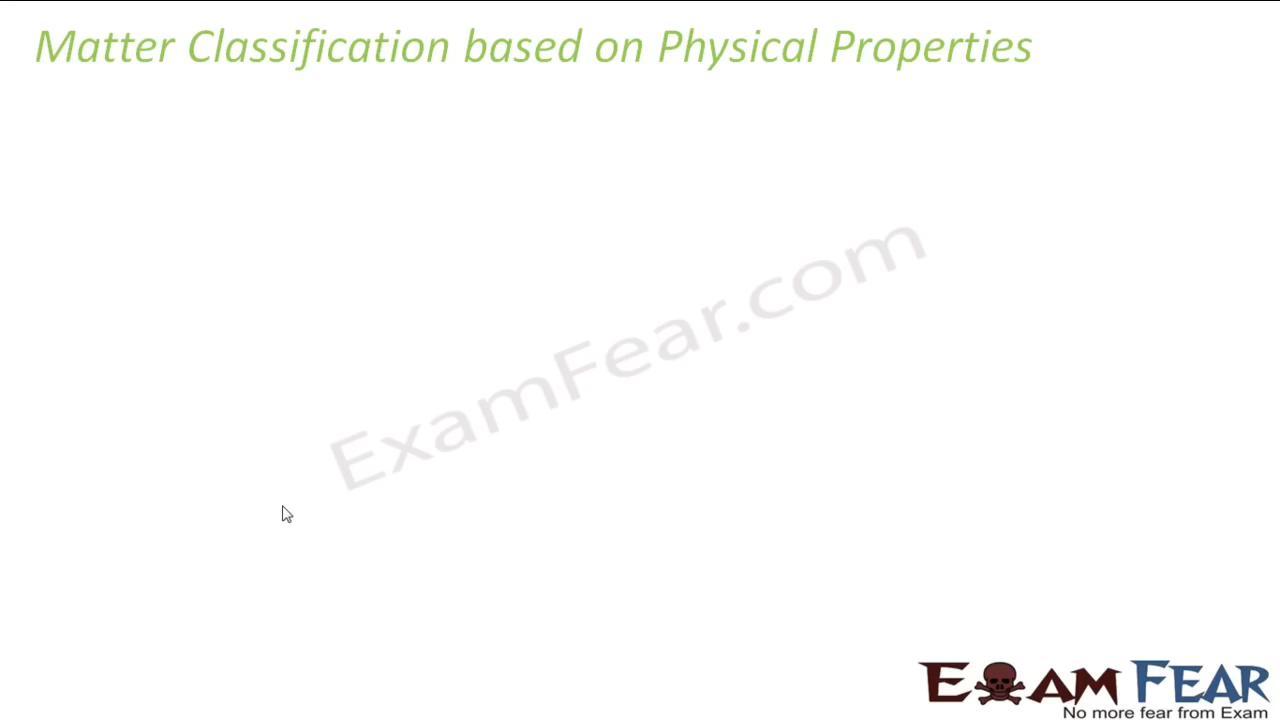 Matter Classification based on Physical Properties
ExamFear.com
EXAM FEAR
No more fear from Exam